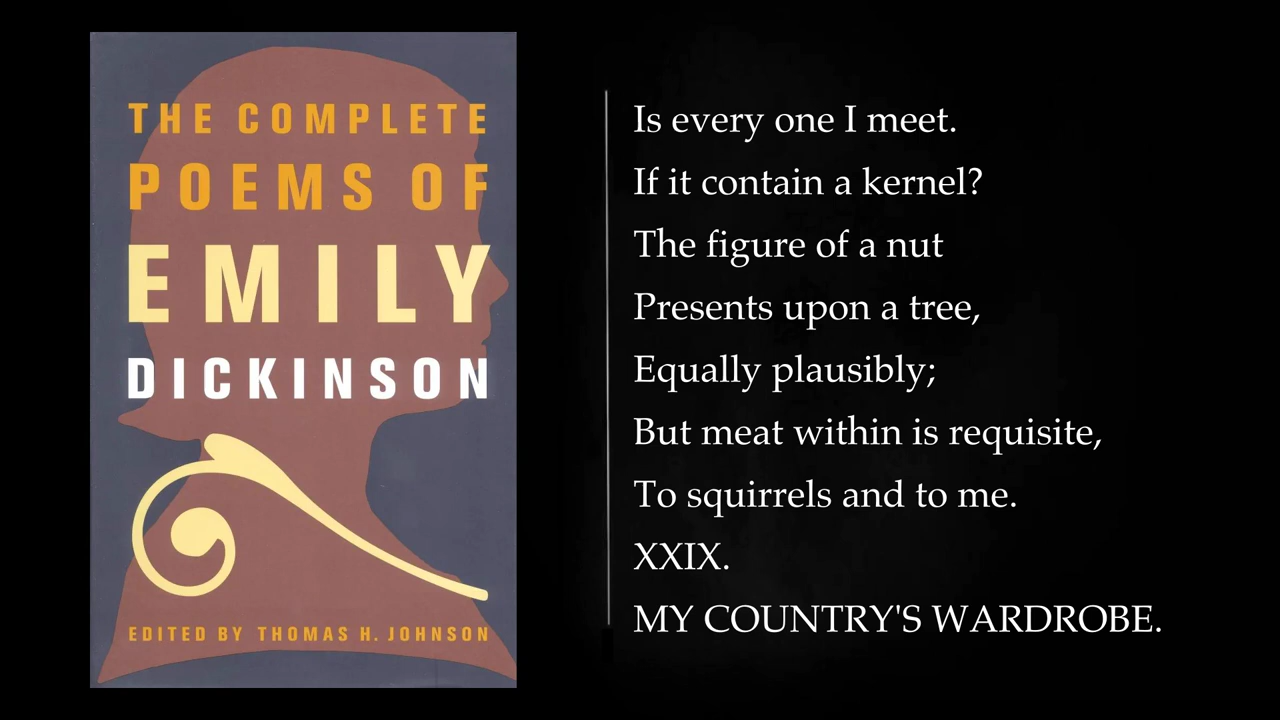 THE COMPLETE
POEMS OF
EMILY
DICKINSON
EDITED BY THOMAS H. JOHNSON
Is every one I meet.
If it contain a kernel?
The figure of a nut
Presents upon a tree,
Equally plausibly;
But meat within is requisite,
To squirrels and to me.
XXIX.
MY COUNTRY'S WARDROBE.